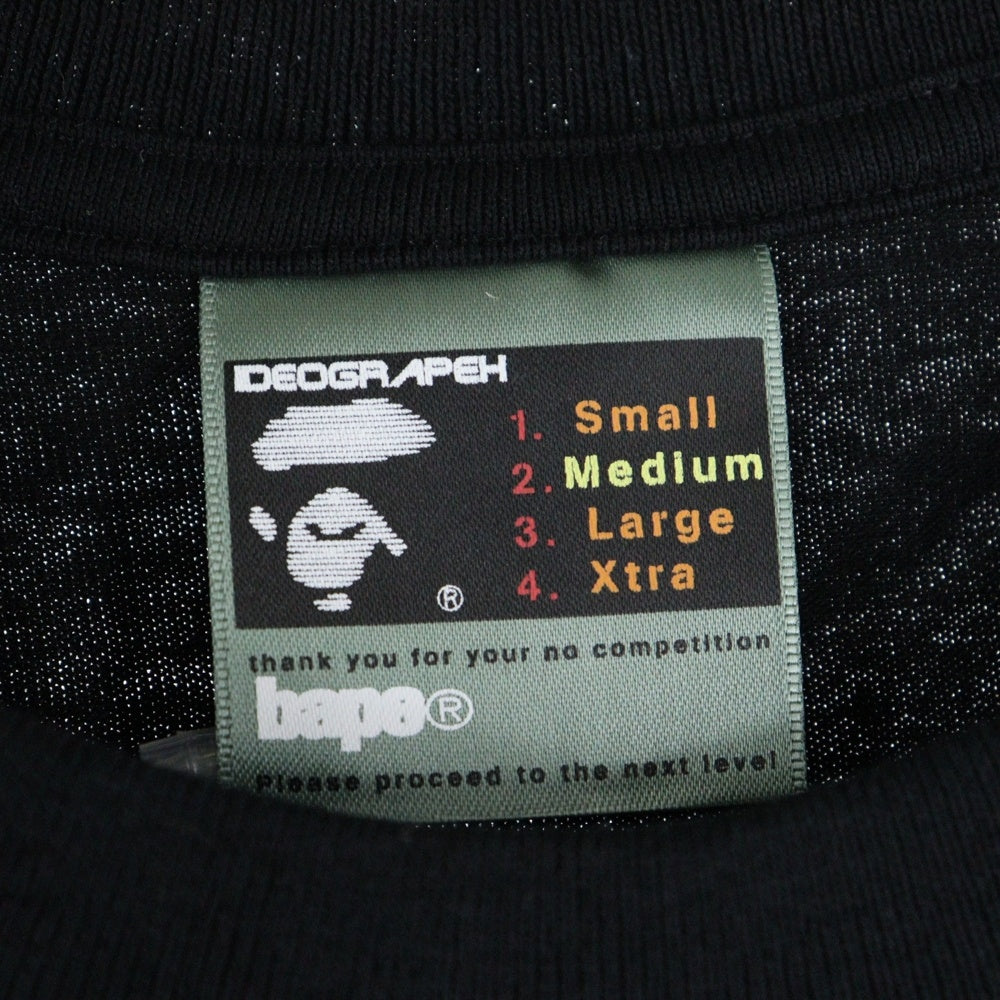 IDEOGRAPEH
1. Small
2. Medium
3. Large
4. Xtra
®
thank you for your no competition
bape®
Please proceed to the next level